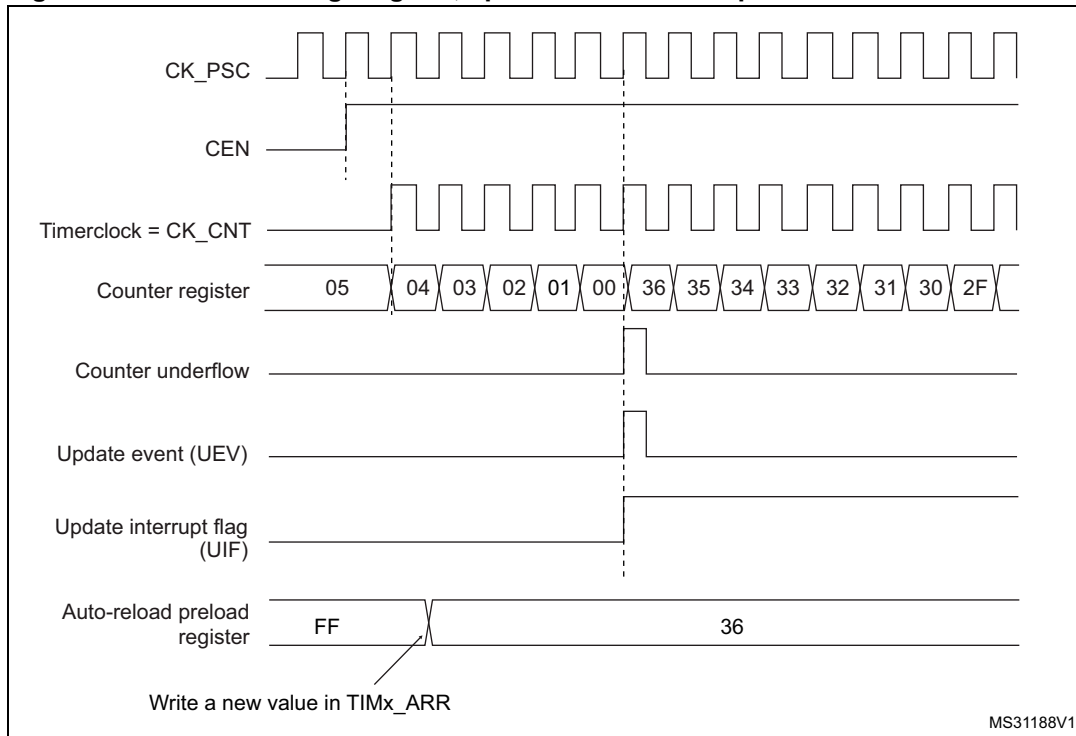 CK_PSC
CEN
Timerclock = CK_CNT
Counter register
05 04 03 02 01 00 36 35 34 33 32 31 30 2F
Counter underflow
Update event (UEV)
Update interrupt flag
(UIF)
Auto-reload preload
register
FF 36
Write a new value in TIMx_ARR
MS31188V1